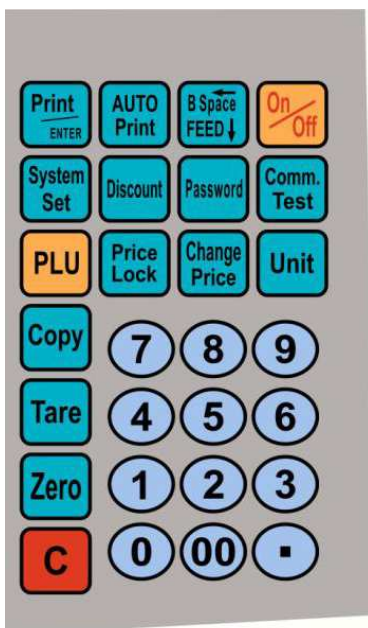 Print
ENTER
AUTO
Print
B Space
FEED
On
Off
System
Set
Discount
Password
Comm.
Test
PLU
Price
Lock
Change
Price
Unit
Copy
7
8
9
Tare
4
5
6
Zero
1
2
3
C
0
00
.